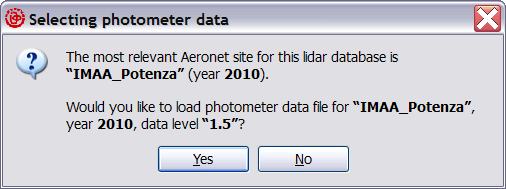 Selecting photometer data
The most relevant Aeronet site for this lidar database is
“IMAA_Potenza” (year 2010).
Would you like to load photometer data file for “IMAA_Potenza”,
year 2010, data level “1.5”?
Yes
No